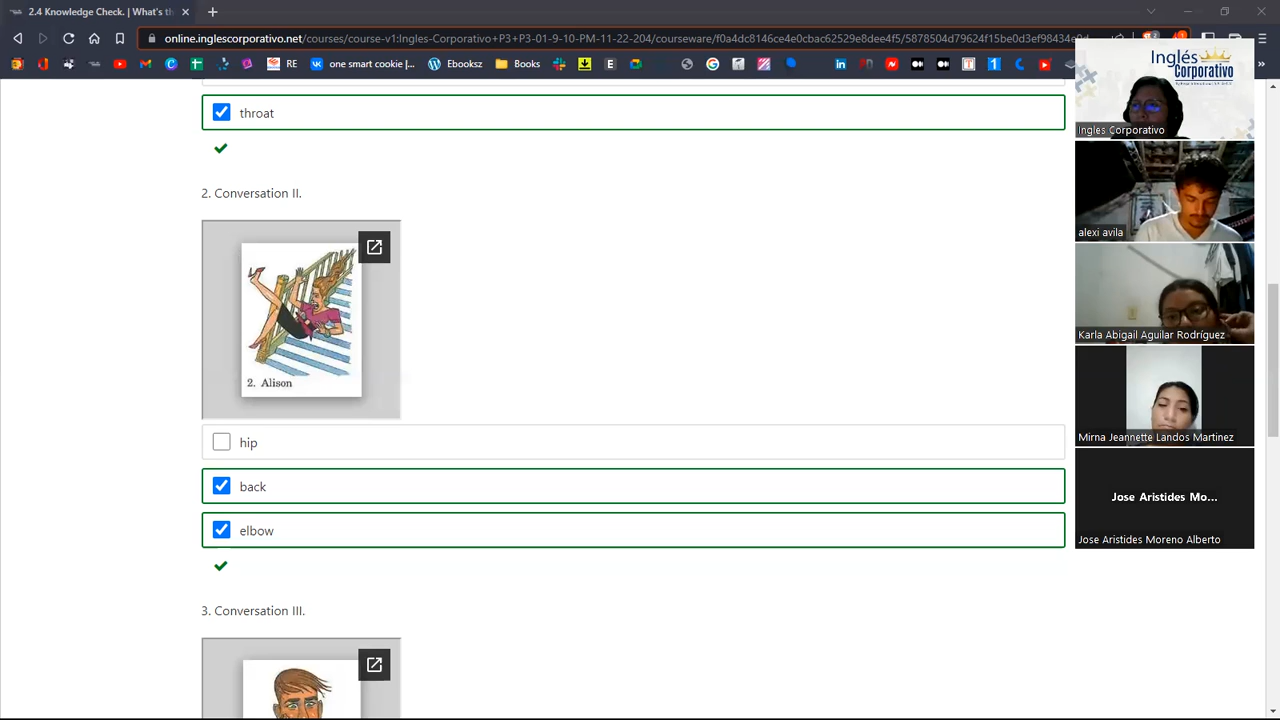 2.4 Knowledge Check. | What's th
online.inglescorporativo.net/courses/course-v1:Ingles-Corporativo+P3+P3-01-9-10-PM-11-22-204/courseware/f0a4dc8146ce4e0cbac62529e8dee4f5/5878504d79624f15be0d3ef98434e0d
RE
one smart cookie [...
Ebooksz
Books
throat
2. Conversation II.
2. Alison
hip
back
elbow
3. Conversation III.
Inglés
Corporativo
Ingles Corporativo
alexi avila
Karla Abigail Aguilar Rodríguez
Mirna Jeannette Landos Martinez
Jose Aristides Mo...
Jose Aristides Moreno Alberto